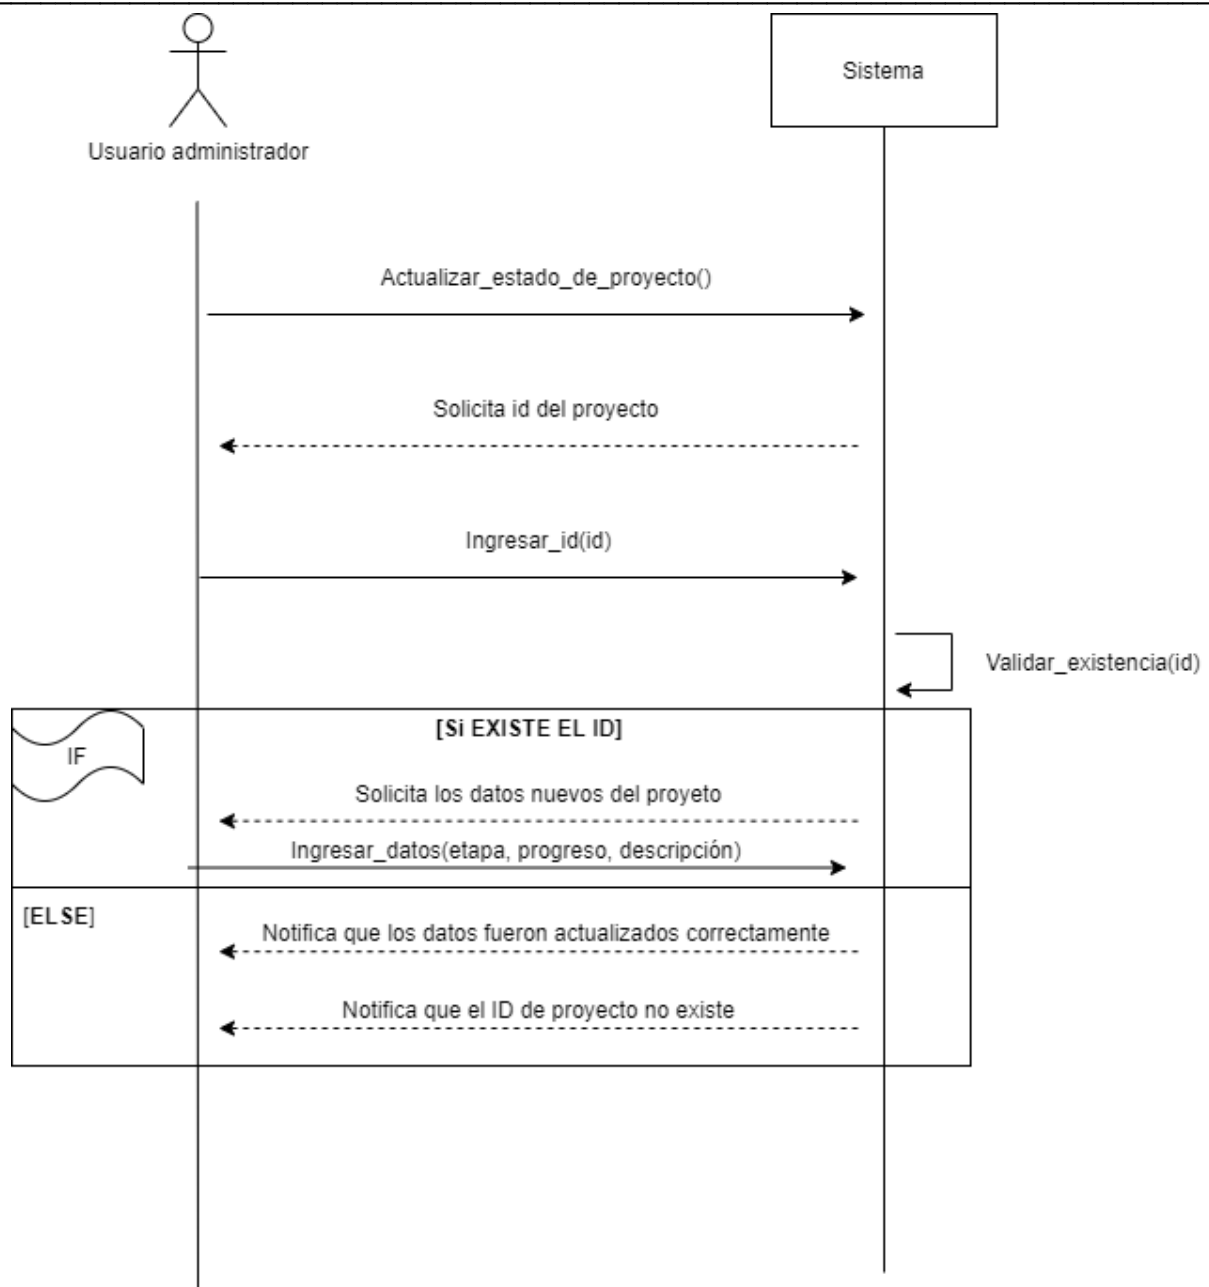 Usuario administrador
Sistema
Actualizar_estado_de_proyecto()
Solicita id del proyecto
Ingresar_id(id)
Validar_existencia(id)
[Si EXISTE EL ID]
IF
Solicita los datos nuevos del proyeto
Ingresar_datos(etapa, progreso, descripción)
[ELSE]
Notifica que los datos fueron actualizados correctamente
Notifica que el ID de proyecto no existe